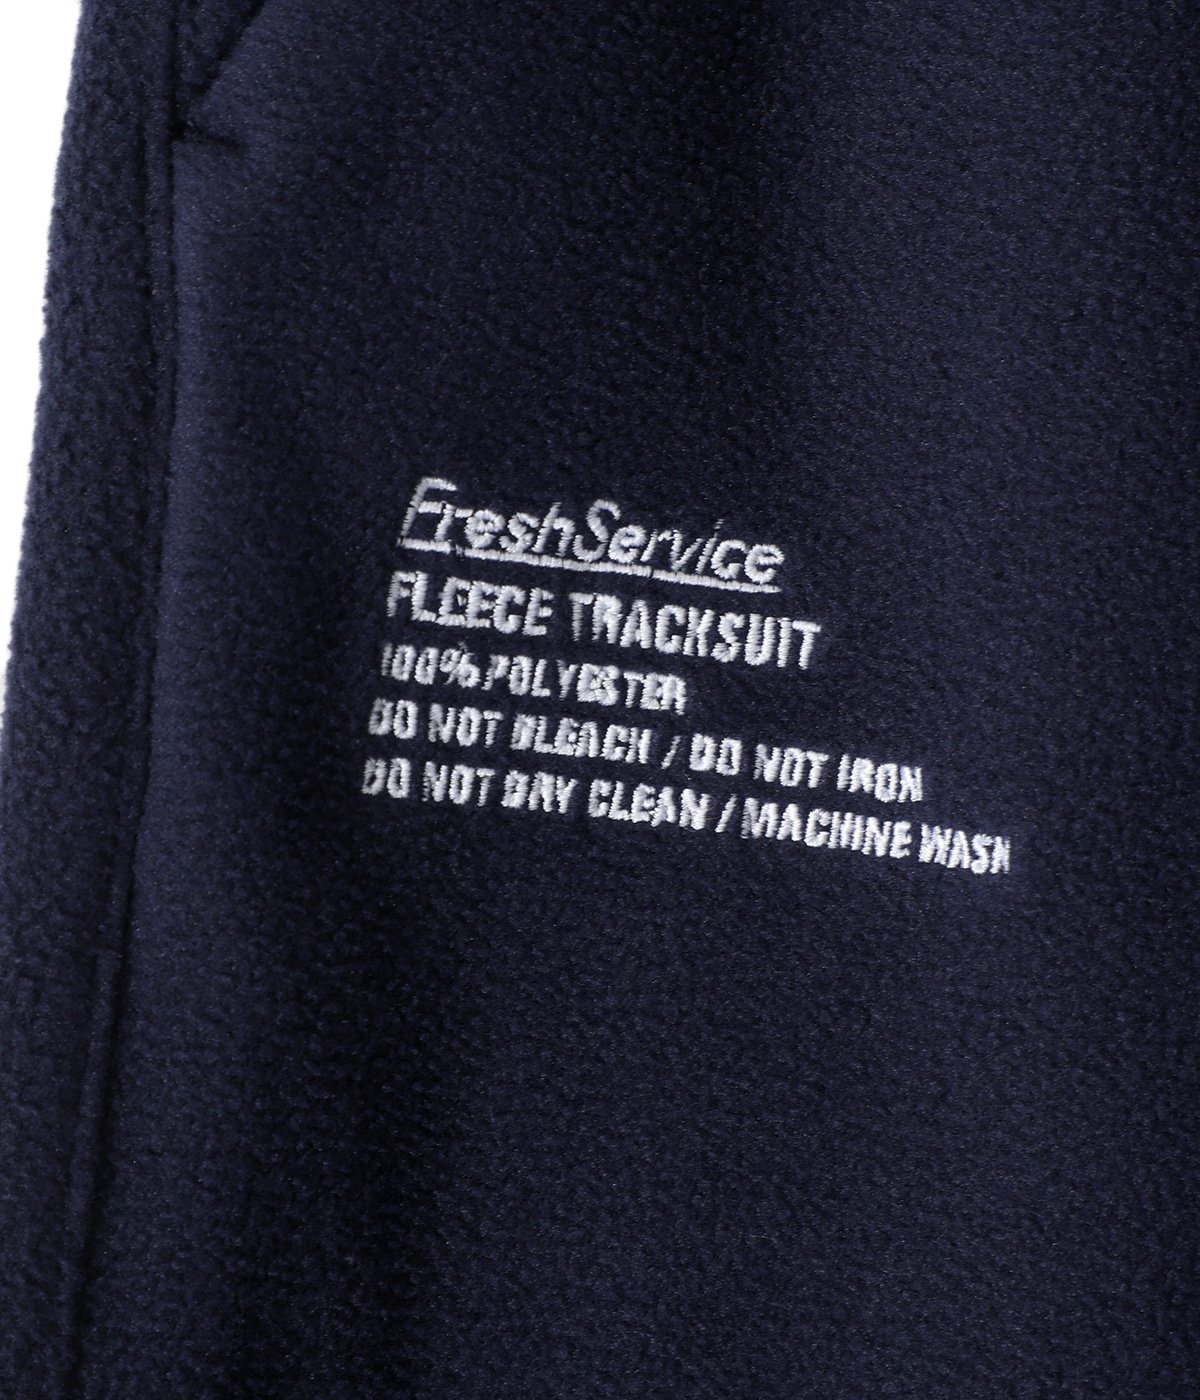 FreshService
FLEECE TRACKSUIT
100% POLYESTER
DO NOT BLEACH / DO NOT IRON
DO NOT DRY CLEAN / MACHINE WASH